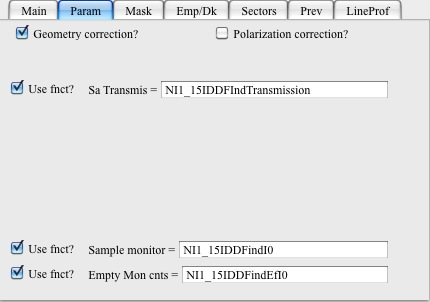 Main Param Mask Emp/Dk Sectors Prev LineProf
Geometry correction? Polarization correction?
Use fnct? Sa Transmis = NI1_15IDDFIndTransmission
Use fnct? Sample monitor = NI1_15IDDFindI0
Use fnct? Empty Mon cnts = NI1_15IDDFindEfI0